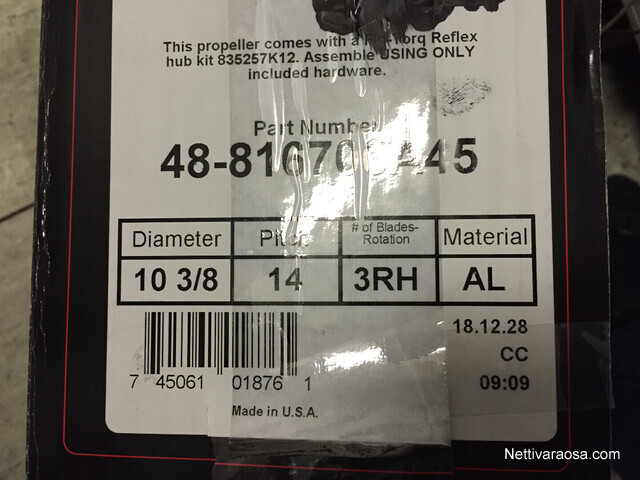 This propeller comes with a Reflex
hub kit 835257K12. Assemble USING ONLY
included hardware.
Part Number
Diameter
# of Blades-
Rotation
Material
10 3/8
14
3RH
AL
18.12.28
CC
09:09
7 45061 01876 1
Made in U.S.A.
Nettivaraosa.com